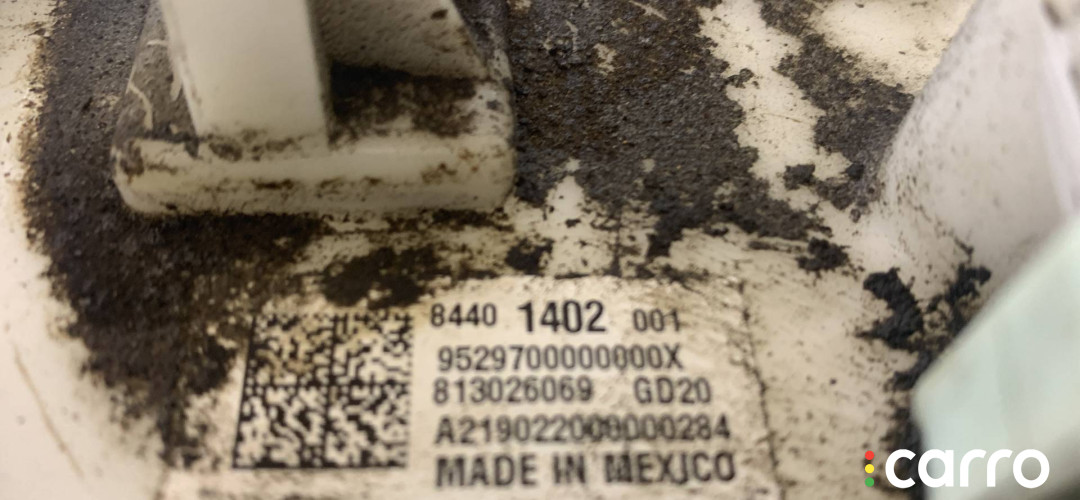 8440 1402 001
9529700000000X
813026069 GD20
A219022000000284
MADE IN MEXICO
carro